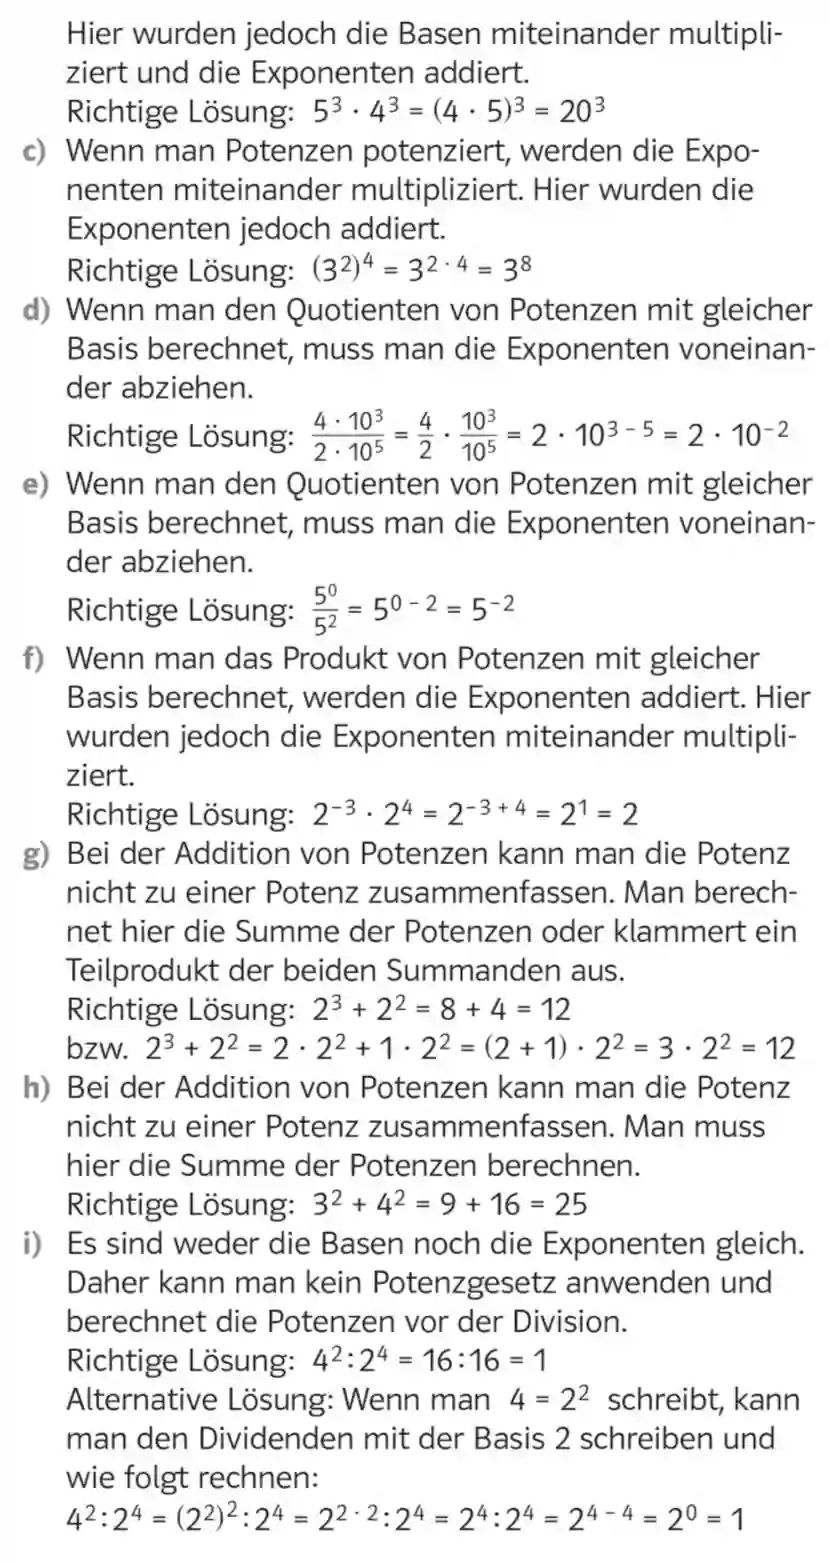 Hier wurden jedoch die Basen miteinander multipli-
ziert und die Exponenten addiert.
Richtige Lösung: 5³ · 4³ = (4 · 5)³ = 20³
c) Wenn man Potenzen potenziert, werden die Expo-
nenten miteinander multipliziert. Hier wurden die
Exponenten jedoch addiert.
Richtige Lösung: (3²)⁴ = 3² ˙ ⁴ = 3⁸
d) Wenn man den Quotienten von Potenzen mit gleicher
Basis berechnet, muss man die Exponenten voneinan-
der abziehen.
Richtige Lösung: (4 · 10³)/(2 · 10⁵) = 4/2 · 10³/10⁵ = 2 · 10³⁻⁵ = 2 · 10⁻²
e) Wenn man den Quotienten von Potenzen mit gleicher
Basis berechnet, muss man die Exponenten voneinan-
der abziehen.
Richtige Lösung: 5⁰/5² = 5⁰⁻² = 5⁻²
f) Wenn man das Produkt von Potenzen mit gleicher
Basis berechnet, werden die Exponenten addiert. Hier
wurden jedoch die Exponenten miteinander multipli-
ziert.
Richtige Lösung: 2⁻³ · 2⁴ = 2⁻³⁺⁴ = 2¹ = 2
g) Bei der Addition von Potenzen kann man die Potenz
nicht zu einer Potenz zusammenfassen. Man berech-
net hier die Summe der Potenzen oder klammert ein
Teilprodukt der beiden Summanden aus.
Richtige Lösung: 2³ + 2² = 8 + 4 = 12
bzw. 2³ + 2² = 2 · 2² + 1 · 2² = (2 + 1) · 2² = 3 · 2² = 12
h) Bei der Addition von Potenzen kann man die Potenz
nicht zu einer Potenz zusammenfassen. Man muss
hier die Summe der Potenzen berechnen.
Richtige Lösung: 3² + 4² = 9 + 16 = 25
i) Es sind weder die Basen noch die Exponenten gleich.
Daher kann man kein Potenzgesetz anwenden und
berechnet die Potenzen vor der Division.
Richtige Lösung: 4² : 2⁴ = 16 : 16 = 1
Alternative Lösung: Wenn man 4 = 2² schreibt, kann
man den Dividenden mit der Basis 2 schreiben und
wie folgt rechnen:
4² : 2⁴ = (2²)² : 2⁴ = 2² ˙ ² : 2⁴ = 2⁴ : 2⁴ = 2⁴⁻⁴ = 2⁰ = 1